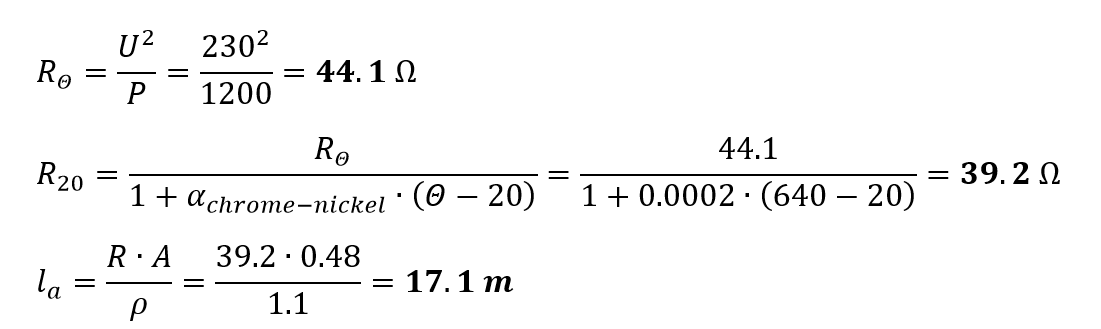 R_Θ = U²/P = 230²/1200 = 44.1 Ω
R₂₀ = R_Θ/(1 + α_chrome−nickel · (Θ − 20)) = 44.1/(1 + 0.0002 · (640 − 20)) = 39.2 Ω
l_a = (R · A)/ρ = (39.2 · 0.48)/1.1 = 17.1 m